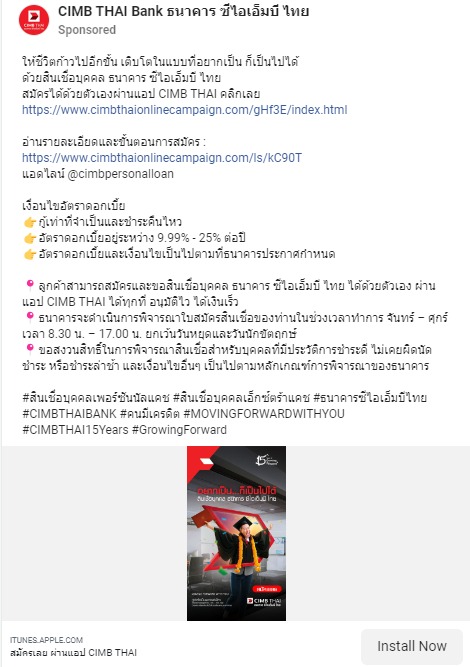 CIMB THAI Bank ธนาคาร ซีไอเอ็มบี ไทย
Sponsored
ให้ชีวิตก้าวไปอีกขั้น เติบโตในแบบที่อยากเป็น ก็เป็นไปได้
ด้วยสินเชื่อบุคคล ธนาคาร ซีไอเอ็มบี ไทย
สมัครได้ด้วยตัวเองผ่านแอป CIMB THAI คลิกเลย
https://www.cimbthaionlinecampaign.com/gHf3E/index.html
อ่านรายละเอียดและขั้นตอนการสมัคร :
https://www.cimbthaionlinecampaign.com/ls/kC90T
แอดไลน์ @cimbpersonalloan
เงื่อนไขอัตราดอกเบี้ย
👉กู้เท่าที่จำเป็นและชำระคืนไหว
👉อัตราดอกเบี้ยอยู่ระหว่าง 9.99% - 25% ต่อปี
👉อัตราดอกเบี้ยและเงื่อนไขเป็นไปตามที่ธนาคารประกาศกำหนด
📍ลูกค้าสามารถสมัครและขอสินเชื่อบุคคล ธนาคาร ซีไอเอ็มบี ไทย ได้ด้วยตัวเอง ผ่าน
แอป CIMB THAI ได้ทุกที่ อนุมัติไว ได้เงินเร็ว
📍ธนาคารจะดำเนินการพิจารณาใบสมัครสินเชื่อของท่านในช่วงเวลาทำการ จันทร์ – ศุกร์
เวลา 8.30 น. – 17.00 น. ยกเว้นวันหยุดและวันนักขัตฤกษ์
📍ขอสงวนสิทธิ์ในการพิจารณาสินเชื่อสำหรับบุคคลที่มีประวัติการชำระดี ไม่เคยผิดนัด
ชำระ หรือชำระล่าช้า และเงื่อนไขอื่นๆ เป็นไปตามหลักเกณฑ์การพิจารณาของธนาคาร
#สินเชื่อบุคคลเพอร์ซันนัลแคช #สินเชื่อบุคคลเอ็กซ์ตร้าแคช #ธนาคารซีไอเอ็มบีไทย
#CIMBTHAIBANK #คนมีเครดิต #MOVINGFORWARDWITHYOU
#CIMBTHAI15Years #GrowingForward
อยากเป็น... ก็เป็นไปได้
สินเชื่อบุคคล ธนาคาร ซีไอเอ็มบี ไทย
สมัครเลย
CIMB THAI
ITUNES.APPLE.COM
สมัครเลย ผ่านแอป CIMB THAI
Install Now